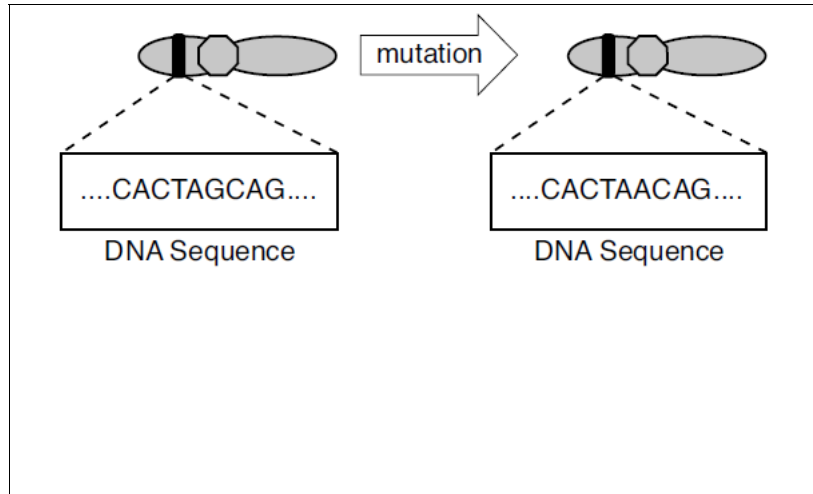 mutation
....CACTAGCAG....
....CACTAACAG....
DNA Sequence
DNA Sequence